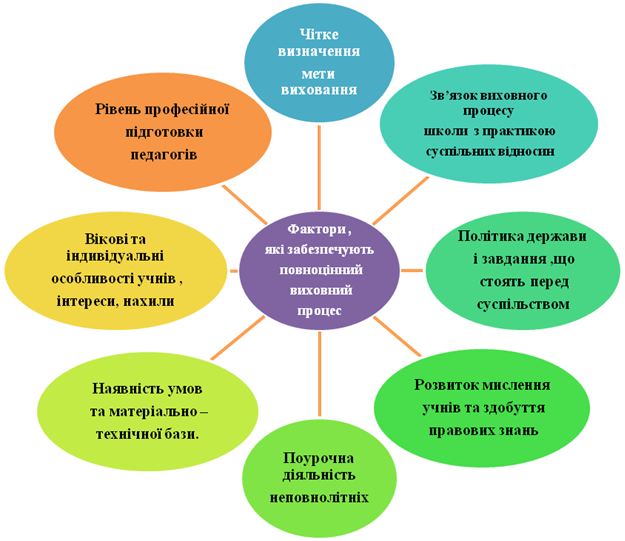 Чітке
визначення
мети
виховання
Зв’язок виховного
процесу
школи з практикою
суспільних відносин
Політика держави
і завдання ,що
стоять перед
суспільством
Розвиток мислення
учнів та здобуття
правових знань
Поурочна
діяльність
неповнолітніх
Наявність умов
та матеріально –
технічної бази.
Вікові та
індивідуальні
особливості учнів ,
інтереси, нахили
Рівень професійної
підготовки
педагогів
Фактори ,
які забезпечують
повноцінний
виховний
процес